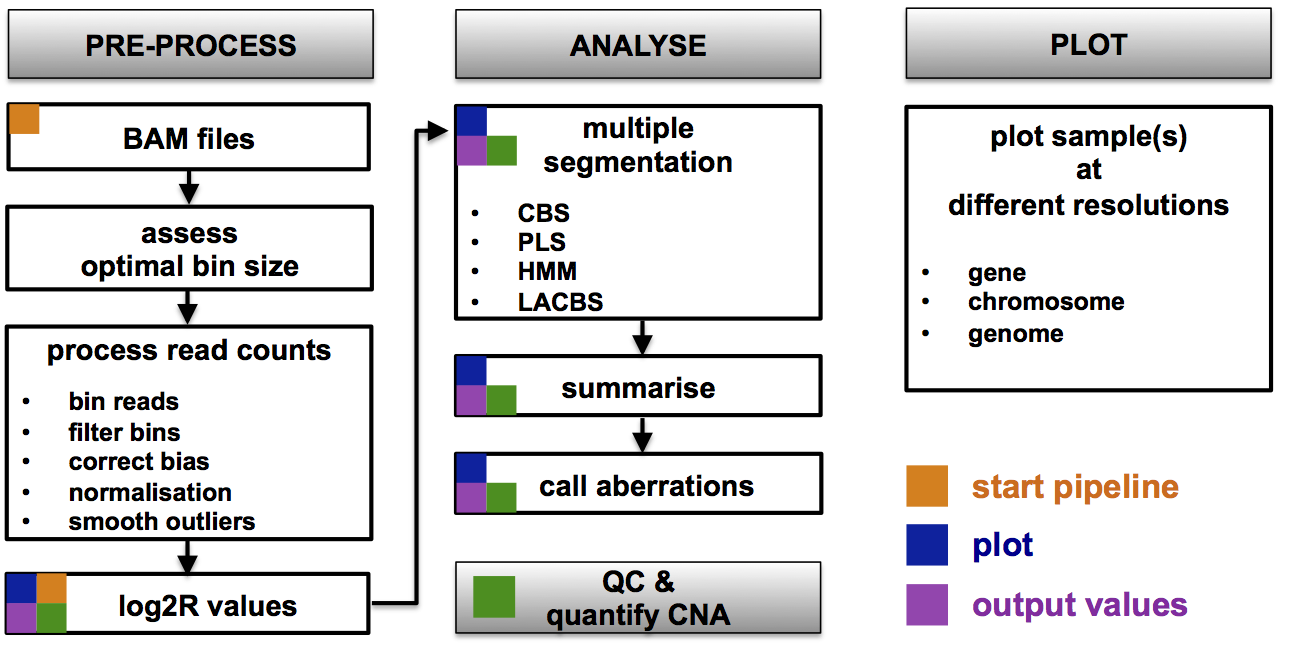 PRE-PROCESS
BAM files
assess
optimal bin size
process read counts
• bin reads
• filter bins
• correct bias
• normalisation
• smooth outliers
log2R values
ANALYSE
multiple
segmentation
• CBS
• PLS
• HMM
• LACBS
summarise
call aberrations
QC &
quantify CNA
PLOT
plot sample(s)
at
different resolutions
• gene
• chromosome
• genome
start pipeline
plot
output values